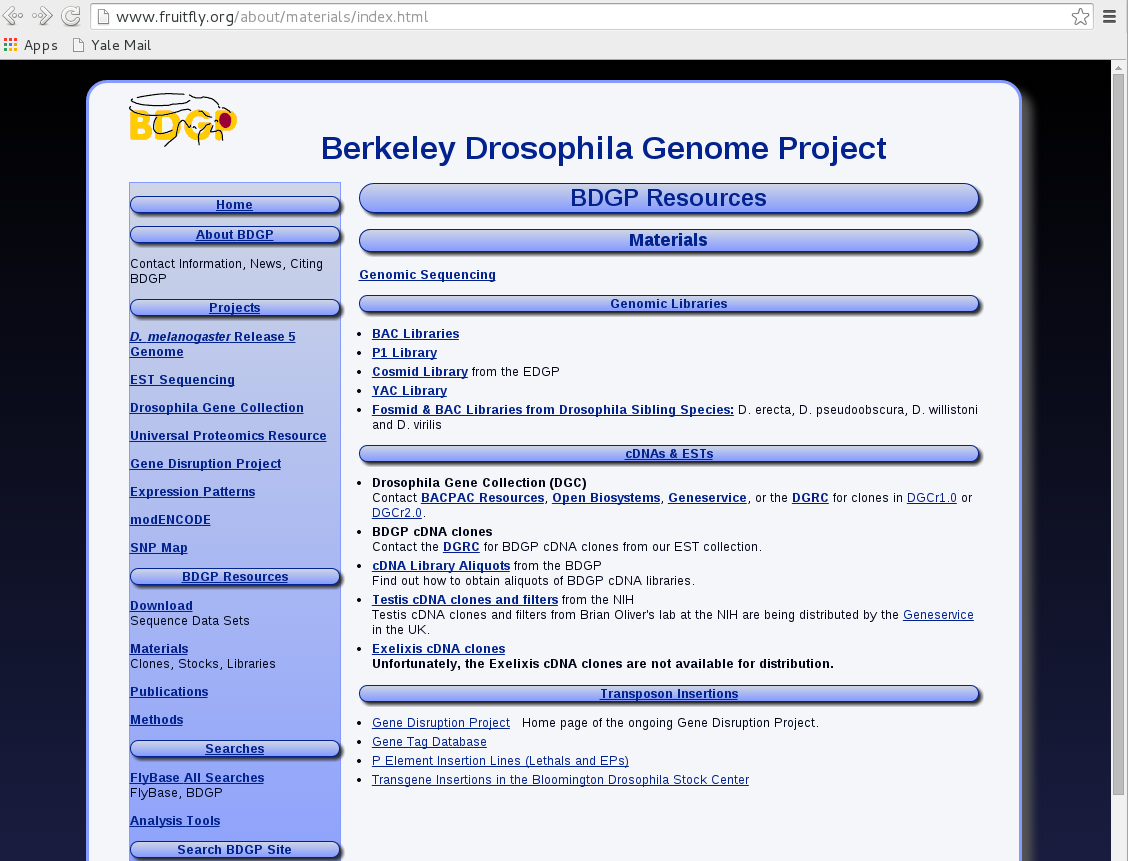 www.fruitfly.org/about/materials/index.html
Apps Yale Mail
BDGP
Berkeley Drosophila Genome Project
Home
About BDGP
Contact Information, News, Citing
BDGP
Projects
D. melanogaster Release 5
Genome
EST Sequencing
Drosophila Gene Collection
Universal Proteomics Resource
Gene Disruption Project
Expression Patterns
modENCODE
SNP Map
BDGP Resources
Download
Sequence Data Sets
Materials
Clones, Stocks, Libraries
Publications
Methods
Searches
FlyBase All Searches
FlyBase, BDGP
Analysis Tools
Search BDGP Site
BDGP Resources
Materials
Genomic Sequencing
Genomic Libraries
• BAC Libraries
• P1 Library
• Cosmid Library from the EDGP
• YAC Library
• Fosmid & BAC Libraries from Drosophila Sibling Species: D. erecta, D. pseudoobscura, D. willistoni
and D. virilis
cDNAs & ESTs
• Drosophila Gene Collection (DGC)
Contact BACPAC Resources, Open Biosystems, Geneservice, or the DGRC for clones in DGCr1.0 or
DGCr2.0.
• BDGP cDNA clones
Contact the DGRC for BDGP cDNA clones from our EST collection.
• cDNA Library Aliquots from the BDGP
Find out how to obtain aliquots of BDGP cDNA libraries.
• Testis cDNA clones and filters from the NIH
Testis cDNA clones and filters from Brian Oliver's lab at the NIH are being distributed by the Geneservice
in the UK.
• Exelixis cDNA clones
Unfortunately, the Exelixis cDNA clones are not available for distribution.
Transposon Insertions
• Gene Disruption Project Home page of the ongoing Gene Disruption Project.
• Gene Tag Database
• P Element Insertion Lines (Lethals and EPs)
• Transgene Insertions in the Bloomington Drosophila Stock Center